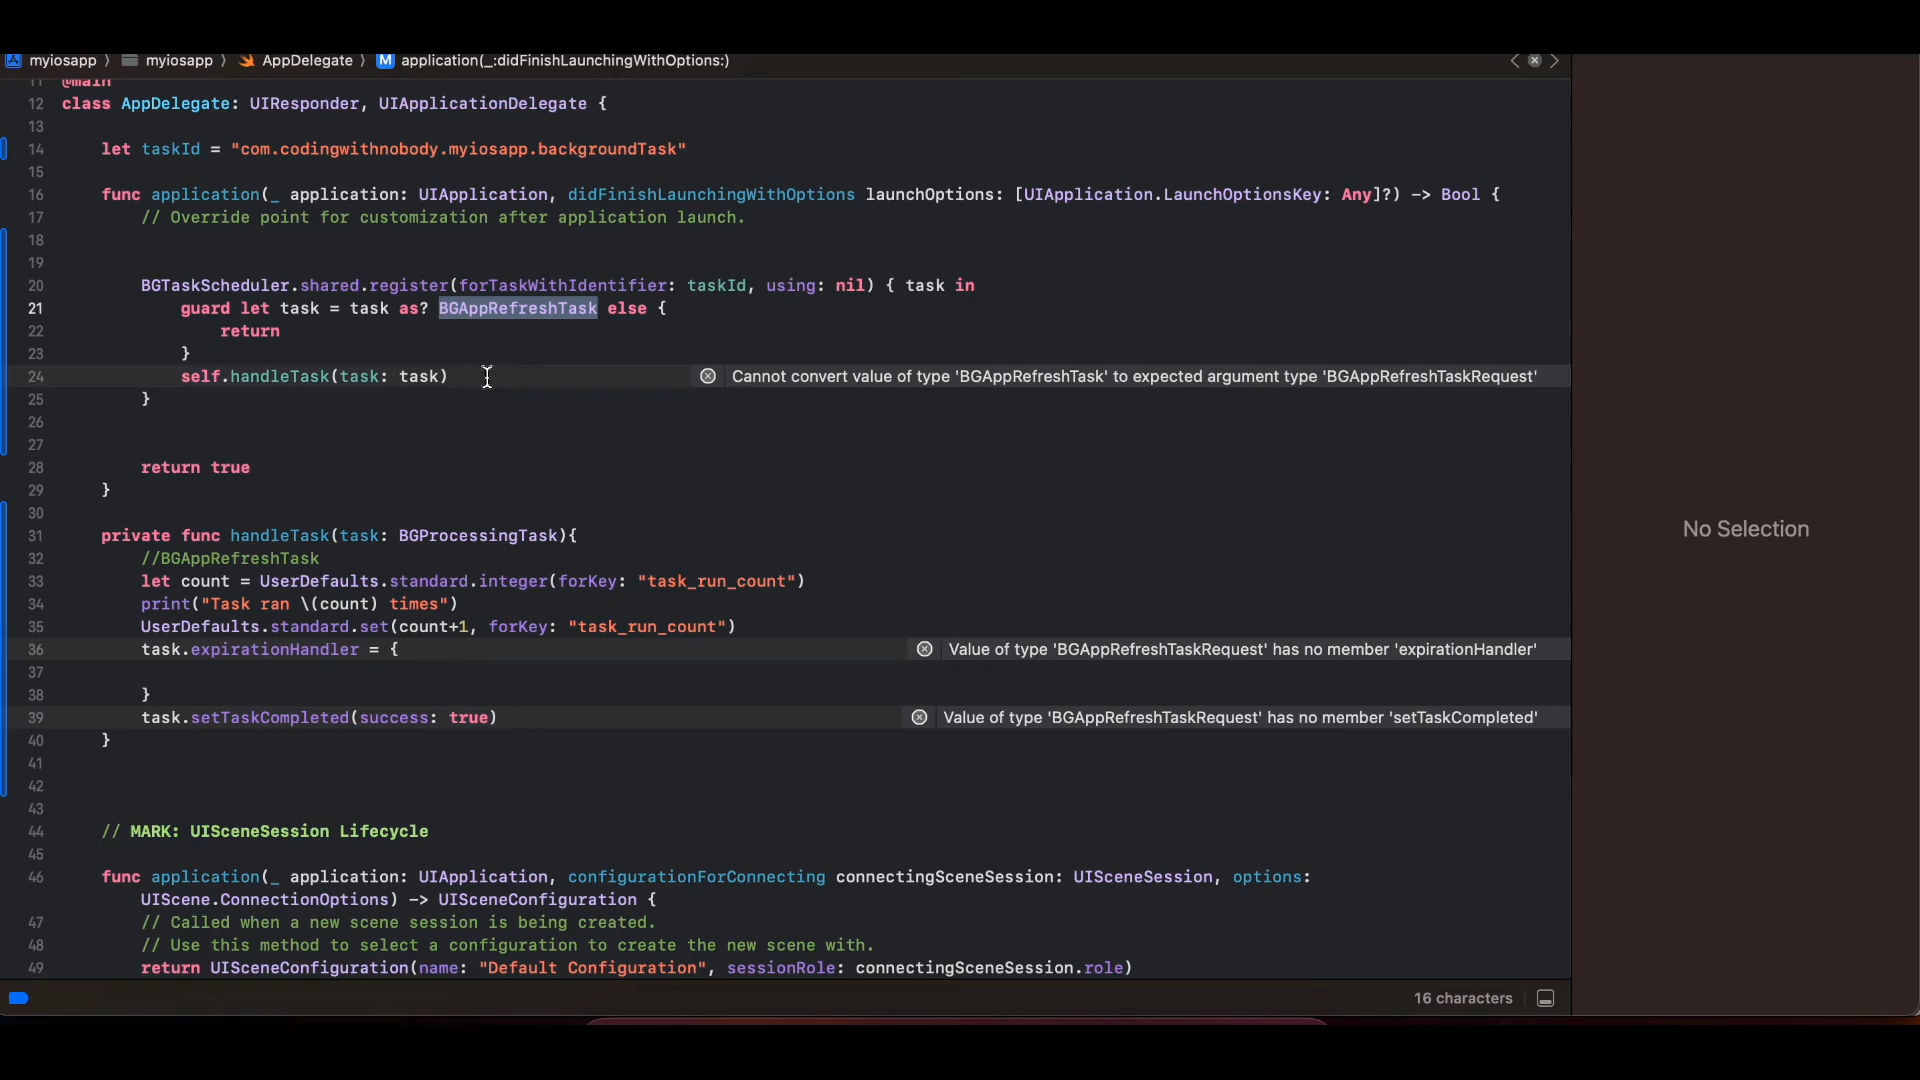 myiosapp 〉 myiosapp 〉 AppDelegate 〉 M application(_:didFinishLaunchingWithOptions:)
11 @main
12 class AppDelegate: UIResponder, UIApplicationDelegate {
13
14 let taskId = "com.codingwithnobody.myiosapp.backgroundTask"
15
16 func application(_ application: UIApplication, didFinishLaunchingWithOptions launchOptions: [UIApplication.LaunchOptionsKey: Any]?) -> Bool {
17 // Override point for customization after application launch.
18
19
20 BGTaskScheduler.shared.register(forTaskWithIdentifier: taskId, using: nil) { task in
21 guard let task = task as? BGAppRefreshTask else {
22 return
23 }
24 self.handleTask(task: task) Cannot convert value of type 'BGAppRefreshTask' to expected argument type 'BGAppRefreshTaskRequest'
25 }
26
27
28 return true
29 }
30
31 private func handleTask(task: BGProcessingTask){
32 //BGAppRefreshTask
33 let count = UserDefaults.standard.integer(forKey: "task_run_count")
34 print("Task ran \(count) times")
35 UserDefaults.standard.set(count+1, forKey: "task_run_count")
36 task.expirationHandler = { Value of type 'BGAppRefreshTaskRequest' has no member 'expirationHandler'
37
38 }
39 task.setTaskCompleted(success: true) Value of type 'BGAppRefreshTaskRequest' has no member 'setTaskCompleted'
40 }
41
42
43
44 // MARK: UISceneSession Lifecycle
45
46 func application(_ application: UIApplication, configurationForConnecting connectingSceneSession: UISceneSession, options:
UIScene.ConnectionOptions) -> UISceneConfiguration {
47 // Called when a new scene session is being created.
48 // Use this method to select a configuration to create the new scene with.
49 return UISceneConfiguration(name: "Default Configuration", sessionRole: connectingSceneSession.role)
16 characters
No Selection